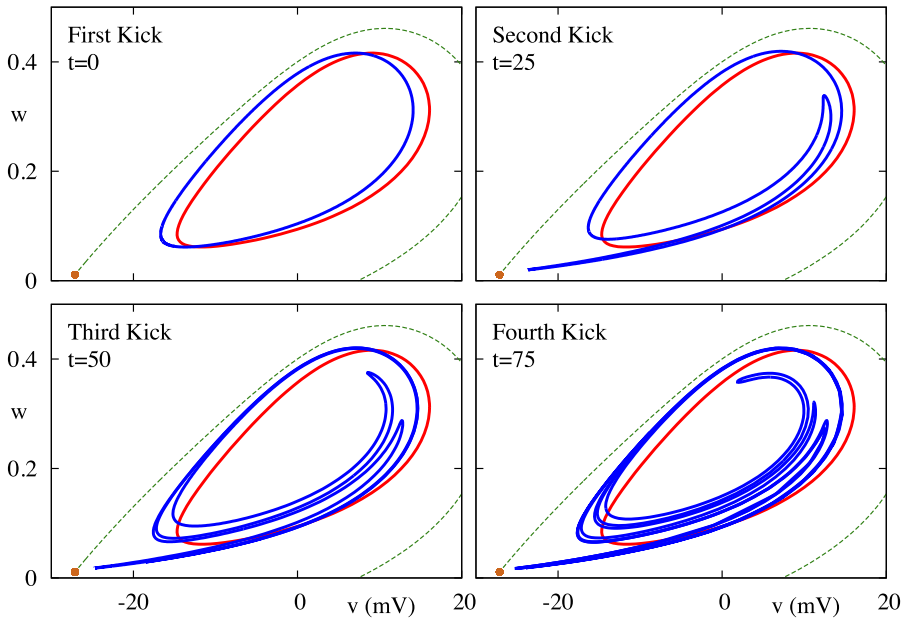 First Kick
t=0
0.4
w
0.2
0
Second Kick
t=25
Third Kick
t=50
0.4
w
0.2
0
-20
0
v (mV)
20
Fourth Kick
t=75
-20
0
v (mV)
20